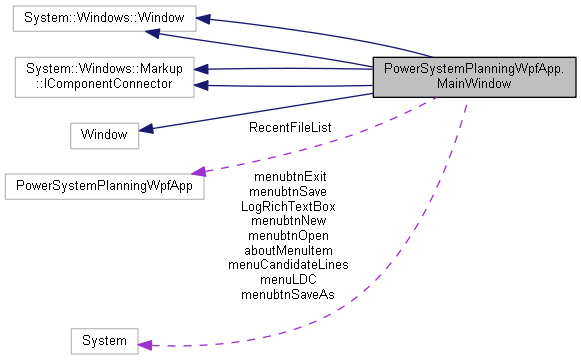 System::Windows::Window
System::Windows::Markup
::IComponentConnector
PowerSystemPlanningWpfApp.
MainWindow
Window
RecentFileList
PowerSystemPlanningWpfApp
menubtnExit
menubtnSave
LogRichTextBox
menubtnNew
menubtnOpen
aboutMenuItem
menuCandidateLines
menuLDC
menubtnSaveAs
System